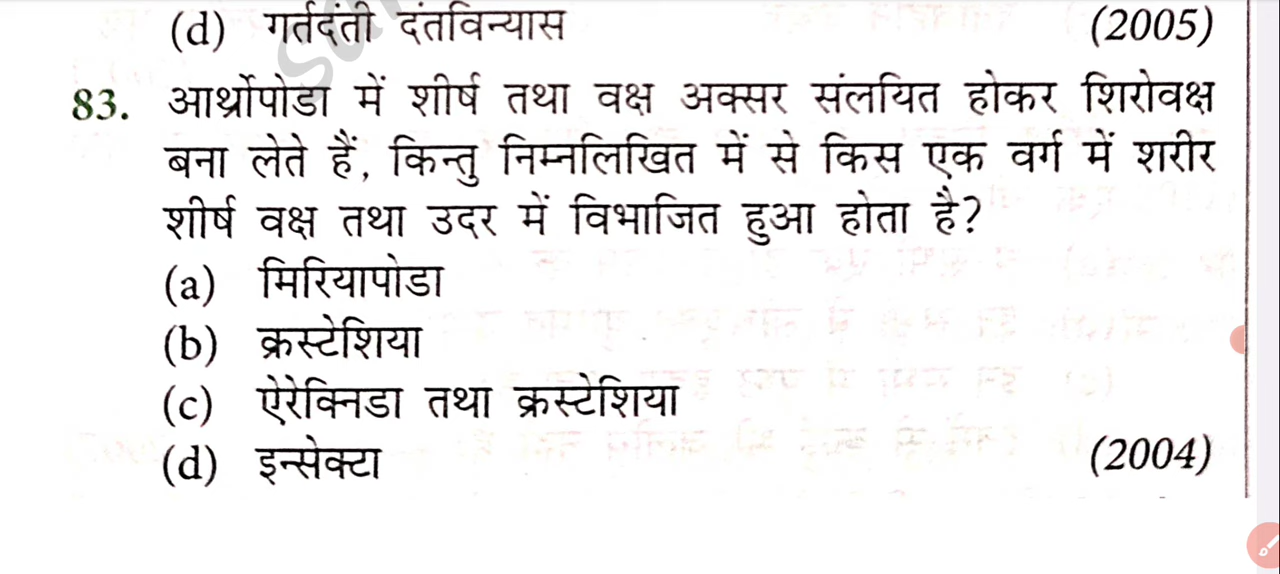 (d) गर्तदंती दंतविन्यास (2005)
83. आर्थ्रोपोडा में शीर्ष तथा वक्ष अक्सर संलयित होकर शिरोवक्ष
बना लेते हैं, किन्तु निम्नलिखित में से किस एक वर्ग में शरीर
शीर्ष वक्ष तथा उदर में विभाजित हुआ होता है?
(a) मिरियापोडा
(b) क्रस्टेशिया
(c) ऐरेक्निडा तथा क्रस्टेशिया
(d) इन्सेक्टा (2004)